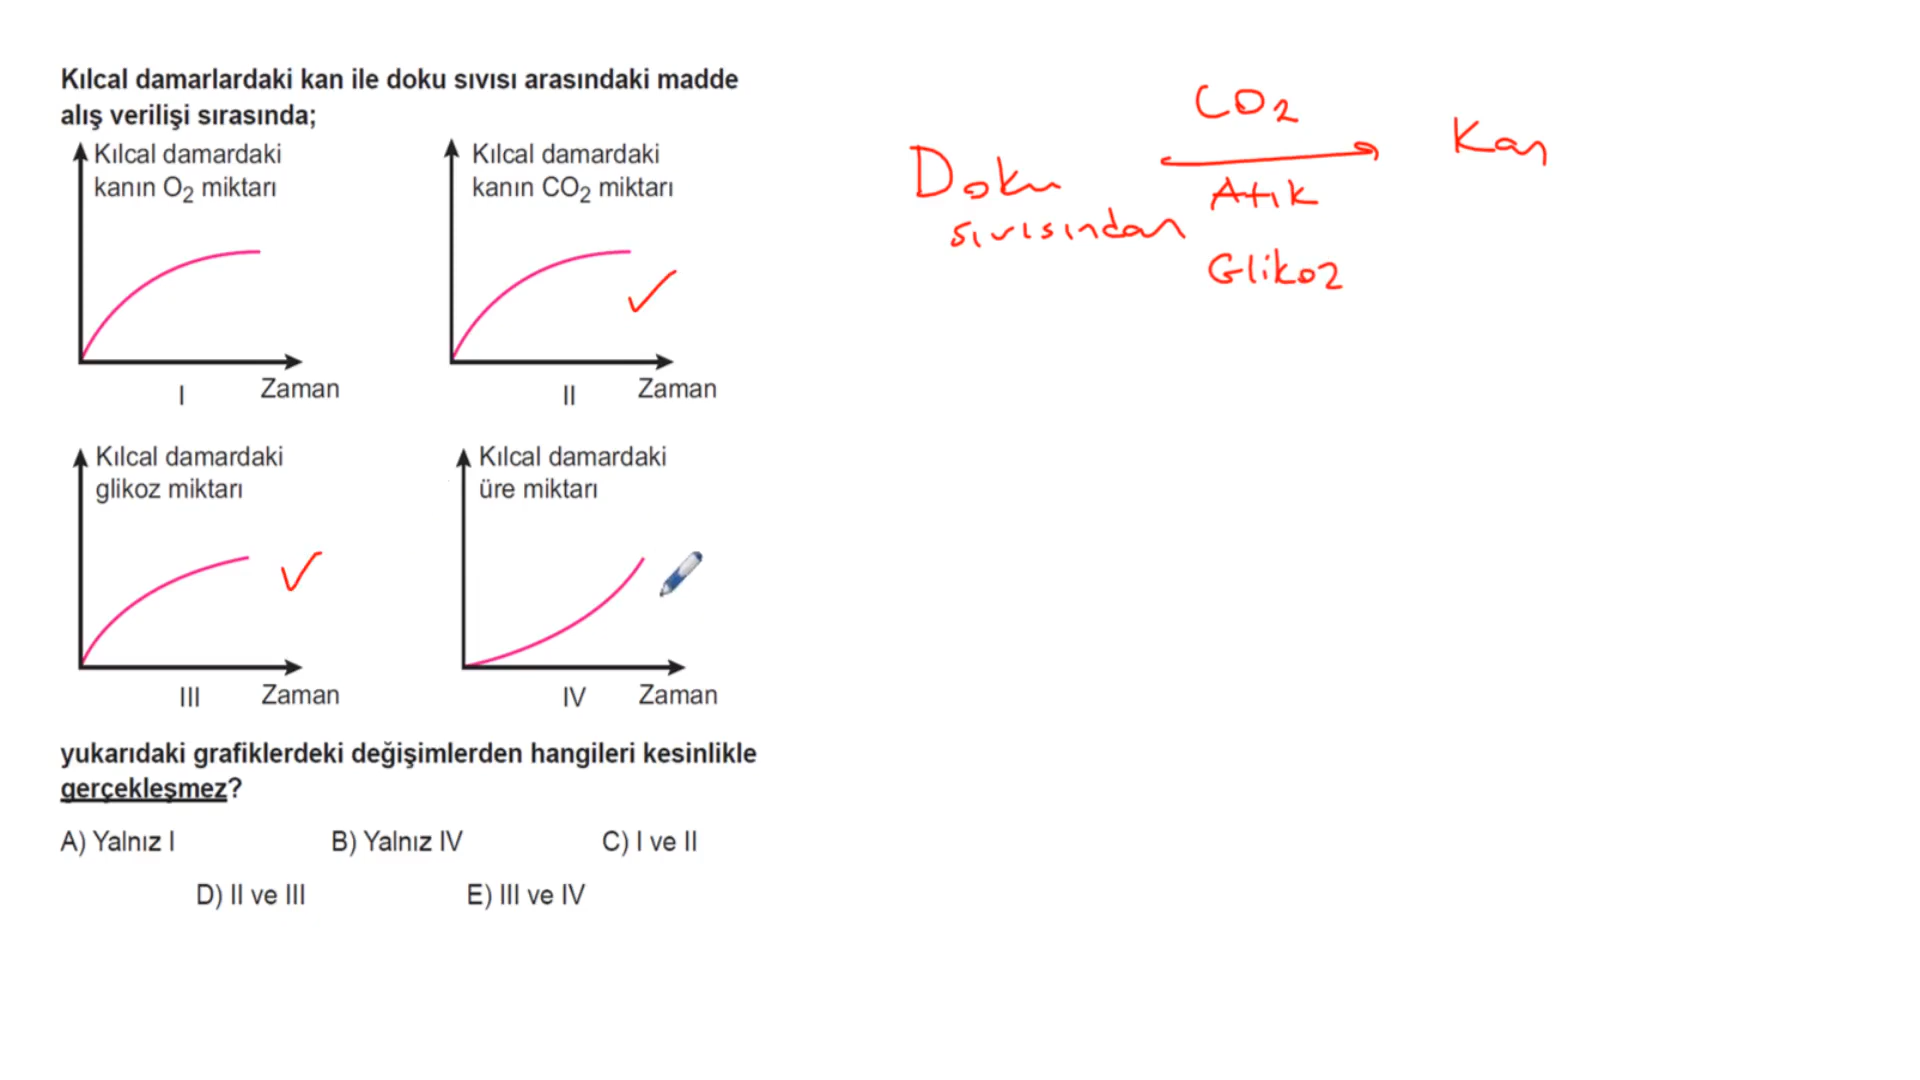 Kılcal damarlardaki kan ile doku sıvısı arasındaki madde
alış verilişi sırasında;
Kılcal damardaki
kanın O₂ miktarı
Zaman
I
Kılcal damardaki
kanın CO₂ miktarı
Zaman
II
Kılcal damardaki
glikoz miktarı
Zaman
III
Kılcal damardaki
üre miktarı
Zaman
IV
yukarıdaki grafiklerdeki değişimlerden hangileri kesinlikle
gerçekleşmez?
A) Yalnız I
B) Yalnız IV
C) I ve II
D) II ve III
E) III ve IV
Doku
sıvısından
CO₂
Atık
Glikoz
Kan